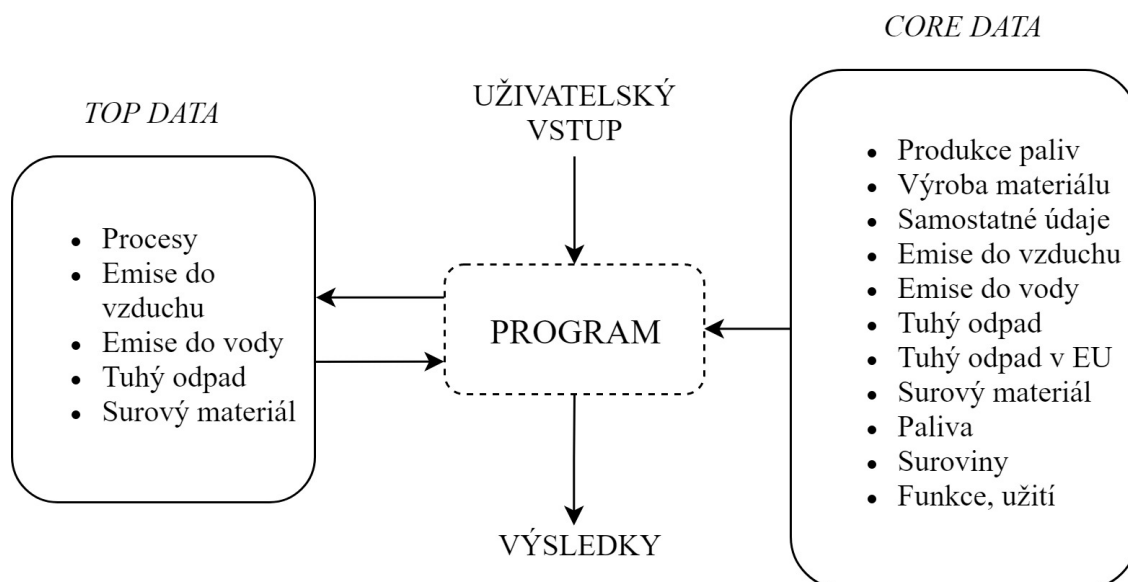 TOP DATA
• Procesy
• Emise do
vzduchu
• Emise do vody
• Tuhý odpad
• Surový materiál
UŽIVATELSKÝ
VSTUP
PROGRAM
VÝSLEDKY
CORE DATA
• Produkce paliv
• Výroba materiálu
• Samostatné údaje
• Emise do vzduchu
• Emise do vody
• Tuhý odpad
• Tuhý odpad v EU
• Surový materiál
• Paliva
• Suroviny
• Funkce, užití